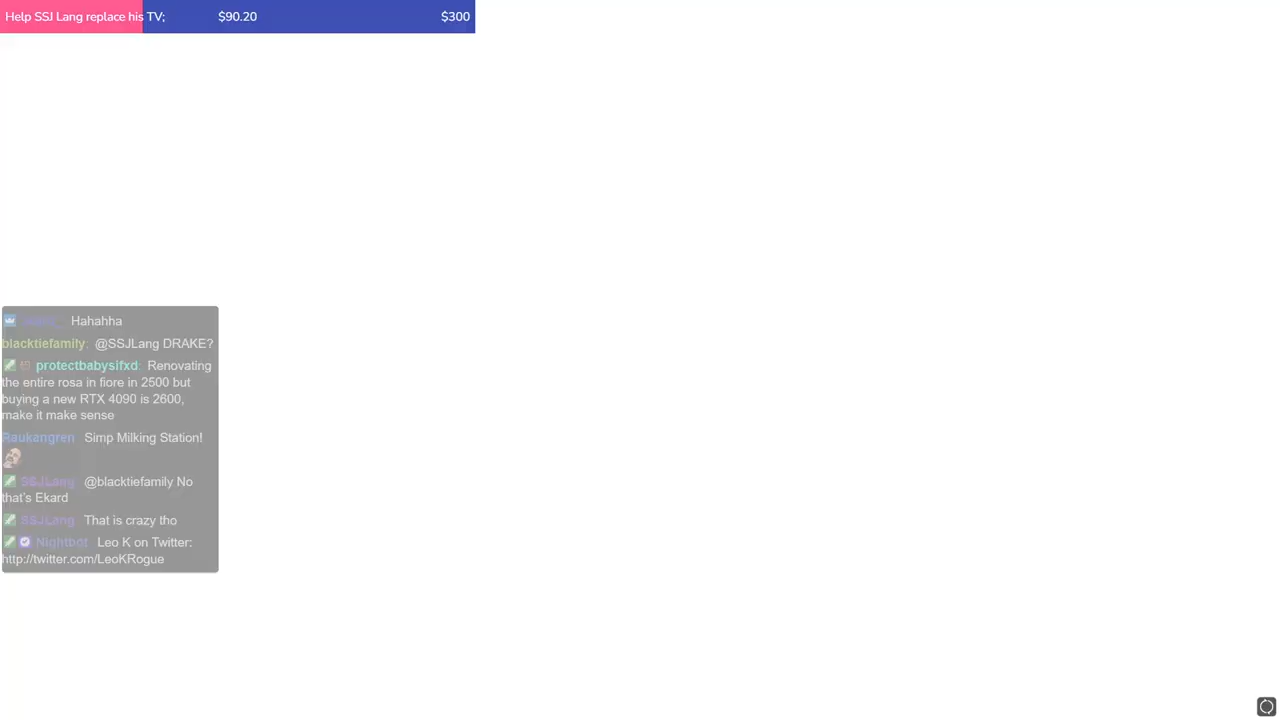 Help SSJ Lang replace his TV; $90.20 $300
Hahahha
blacktiefamily: @SSJLang DRAKE?
protectbabysifxd: Renovating
the entire rosa in fiore in 2500 but
buying a new RTX 4090 is 2600,
make it make sense
Raukangren Simp Milking Station!
SSJLang @blacktiefamily No
that's Ekard
SSJLang That is crazy tho
Nightbot Leo K on Twitter:
http://twitter.com/LeoKRogue